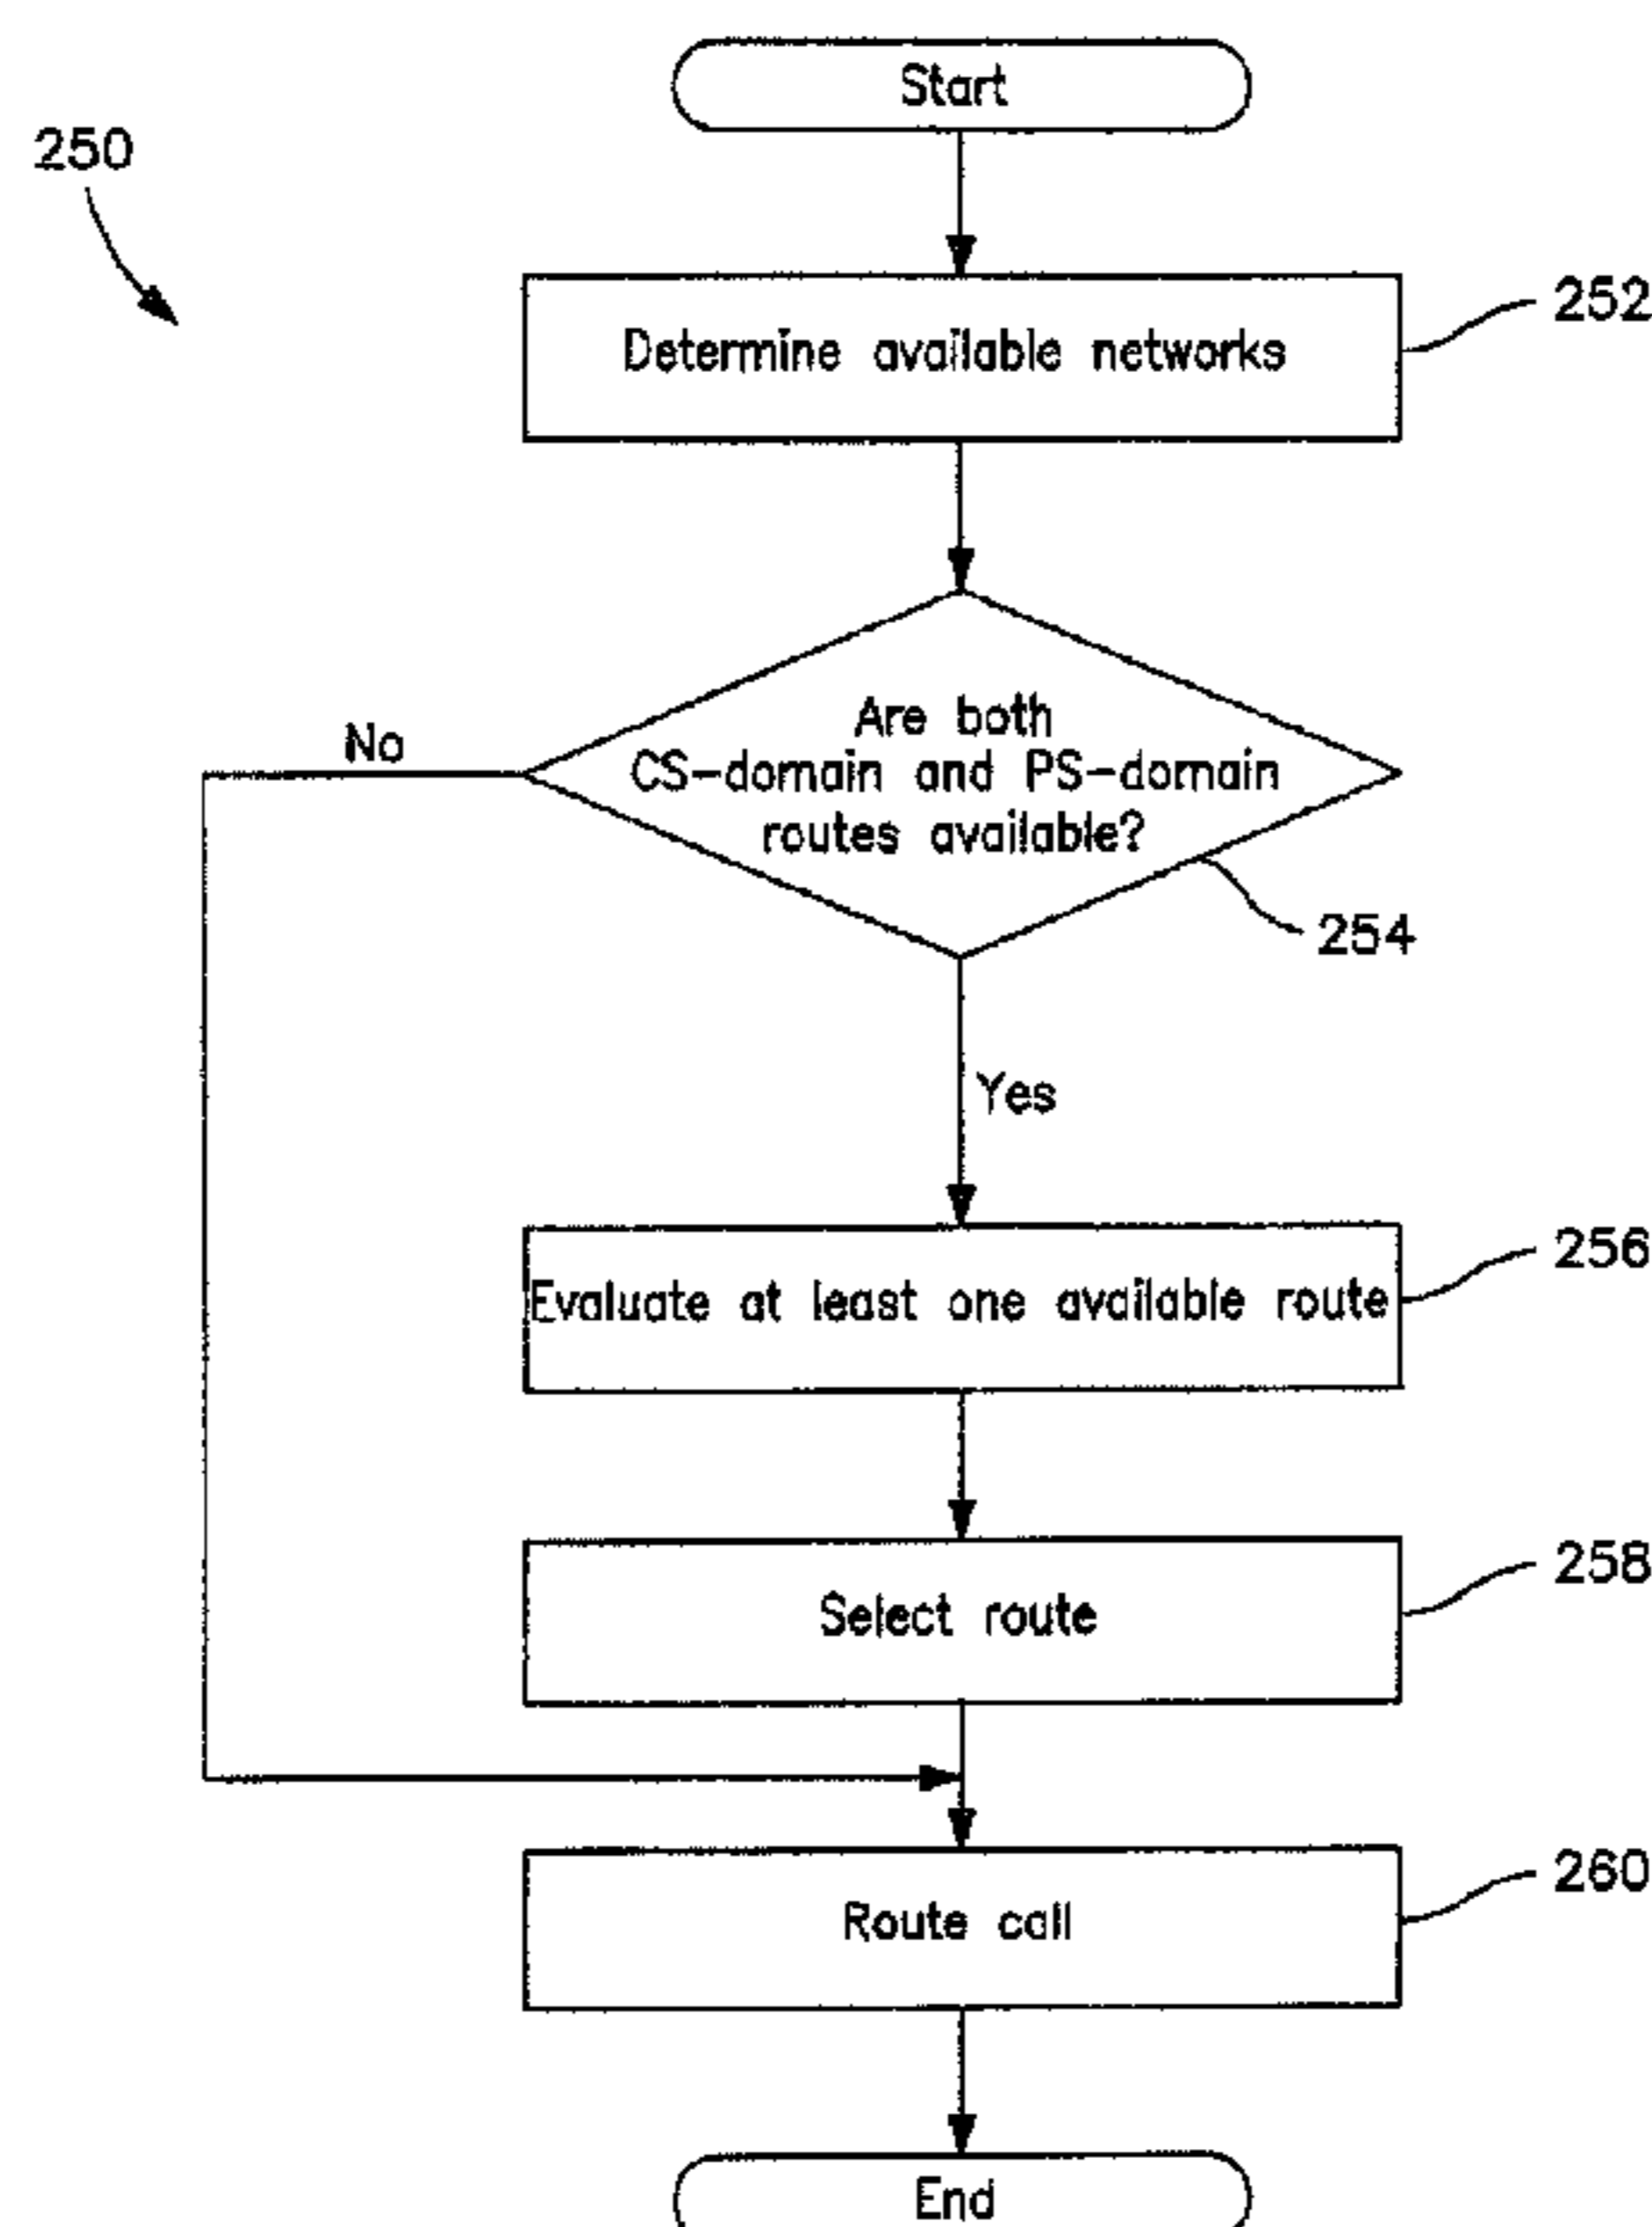 Start
250
252
Determine available networks
Are both
CS-domain and PS-domain
routes available?
No
254
Yes
256
Evaluate at least one available route
258
Select route
260
Route call
End